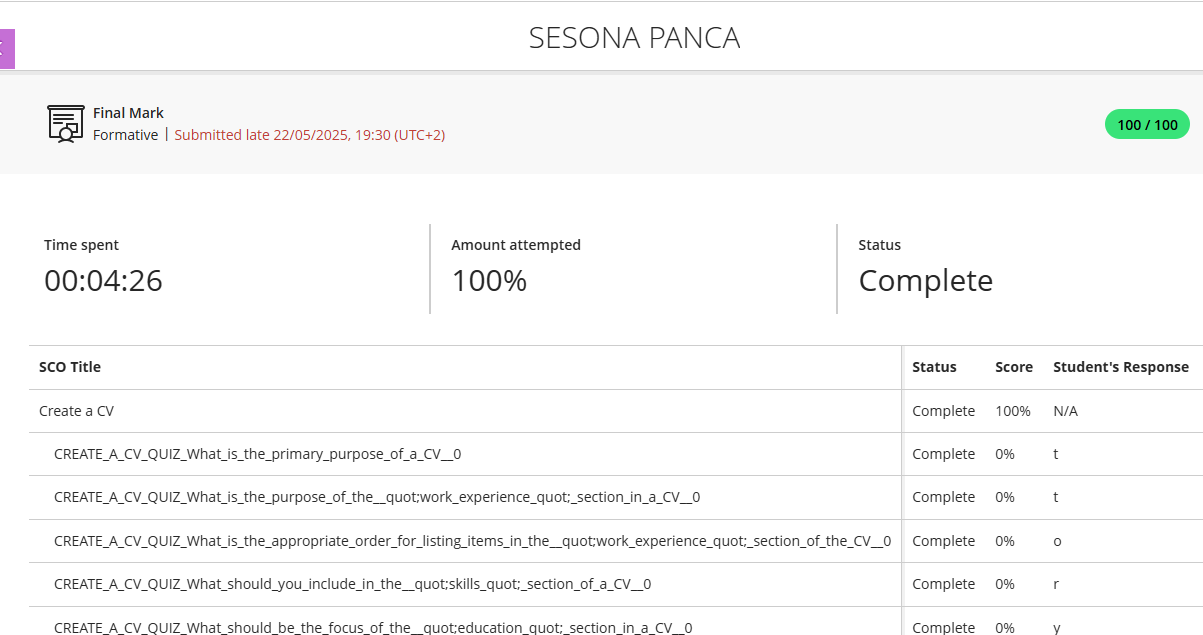 SESONA PANCA
Final Mark
Formative | Submitted late 22/05/2025, 19:30 (UTC+2)
100 / 100
Time spent
00:04:26
Amount attempted
100%
Status
Complete
SCO Title Status Score Student's Response
Create a CV Complete 100% N/A
CREATE_A_CV_QUIZ_What_is_the_primary_purpose_of_a_CV__0 Complete 0% t
CREATE_A_CV_QUIZ_What_is_the_purpose_of_the__quot;work_experience_quot;_section_in_a_CV__0 Complete 0% t
CREATE_A_CV_QUIZ_What_is_the_appropriate_order_for_listing_items_in_the__quot;work_experience_quot;_section_of_the_CV__0 Complete 0% o
CREATE_A_CV_QUIZ_What_should_you_include_in_the__quot;skills_quot;_section_of_a_CV__0 Complete 0% r
CREATE_A_CV_QUIZ_What_should_be_the_focus_of_the__quot;education_quot;_section_in_a_CV__0 Complete 0% y